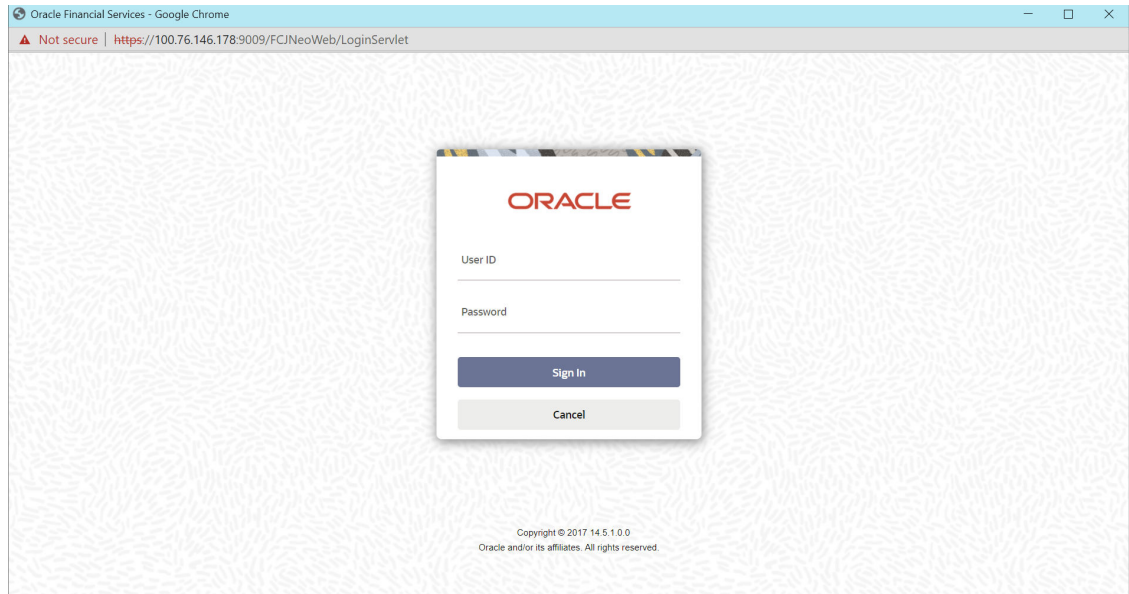 Oracle Financial Services - Google Chrome
Not secure | https://100.76.146.178:9009/FCJNeoWeb/LoginServlet
ORACLE
User ID
Password
Sign In
Cancel
Copyright © 2017 14.5.1.0.0
Oracle and/or its affiliates. All rights reserved.